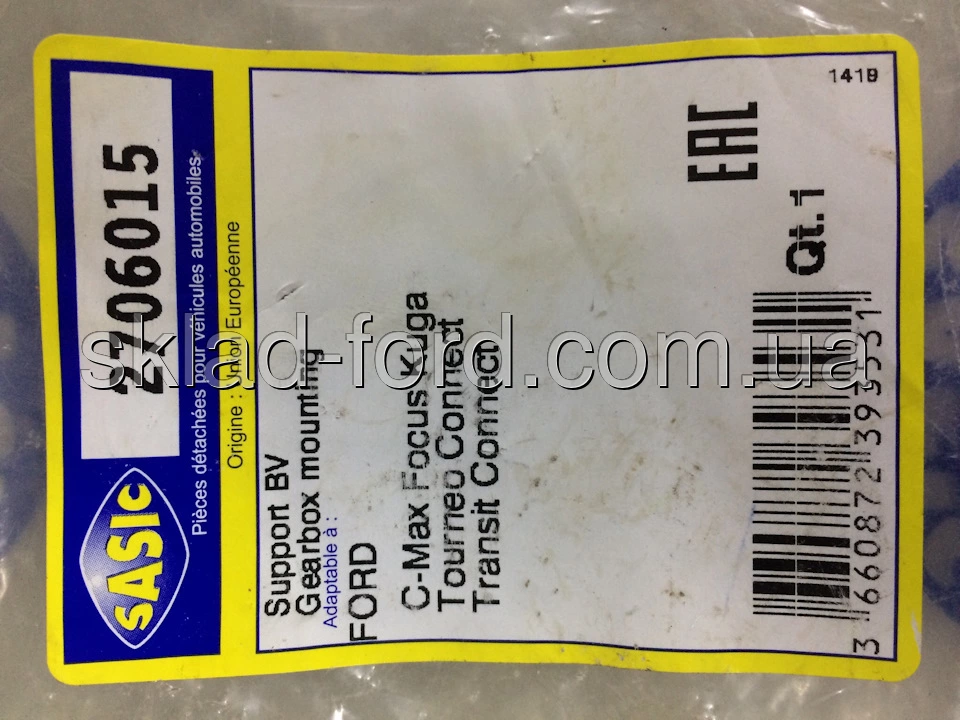 sASIc
2706015
Pièces détachées pour véhicules automobiles
Origine : Union Européenne
Support BV
Gearbox mounting
Adaptable à :
FORD
C-Max Focus Kuga
Tourneo Connect
Transit Connect
EAC
1419
Qt.1
3 660872 393531
sklad-ford.com.ua